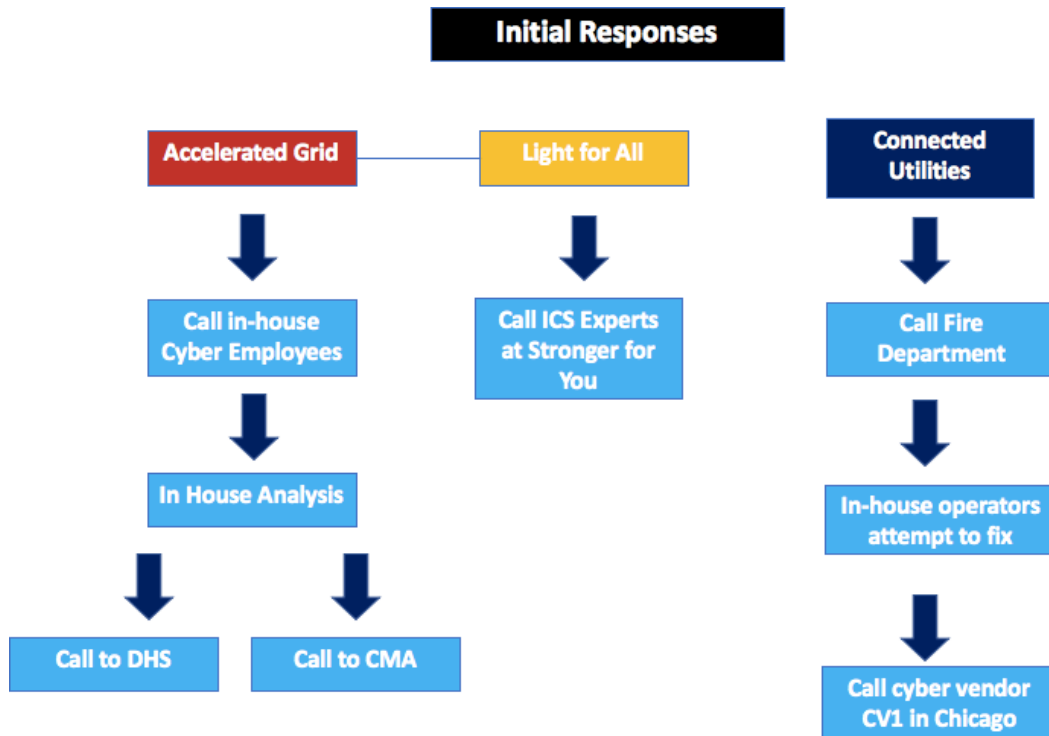 Initial Responses
Accelerated Grid
Light for All
Connected
Utilities
Call in-house
Cyber Employees
Call ICS Experts
at Stronger for
You
Call Fire
Department
In House Analysis
In-house operators
attempt to fix
Call to DHS
Call to CMA
Call cyber vendor
CV1 in Chicago